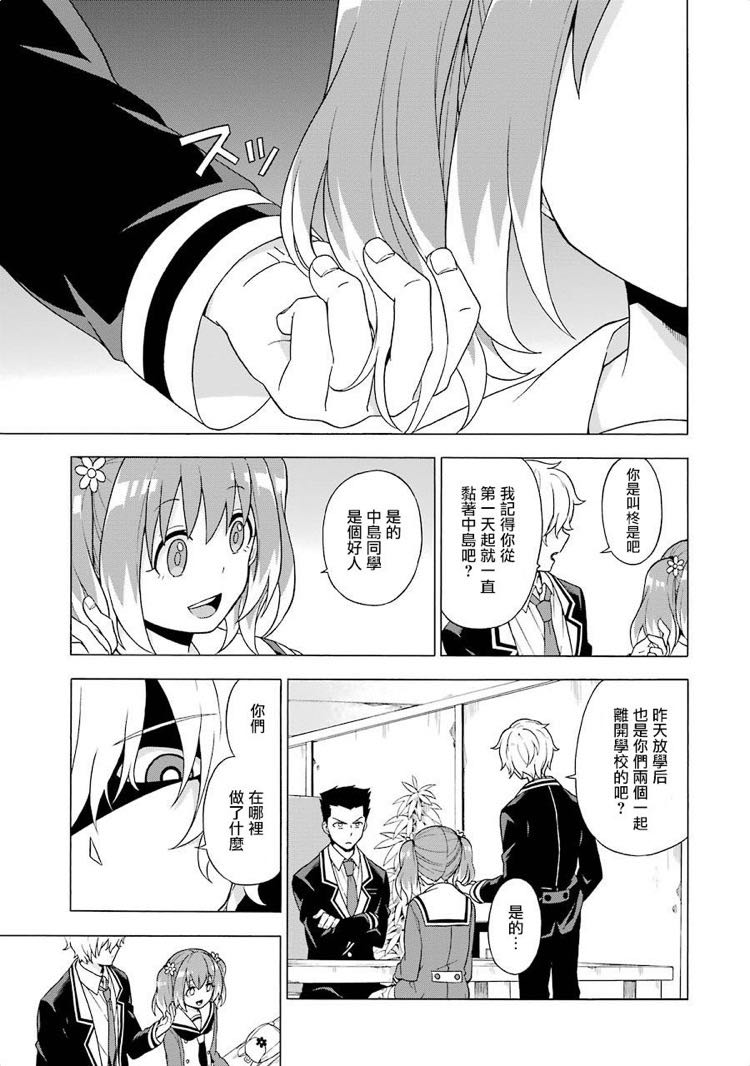 スッ
你是叫柊是吧
我記得你從
第一天起就一直
黏著中島吧？
是的
中島同學
是個好人
昨天放學后
也是你們兩個一起
離開學校的吧？
是的…
你們
在哪裡
做了什麼